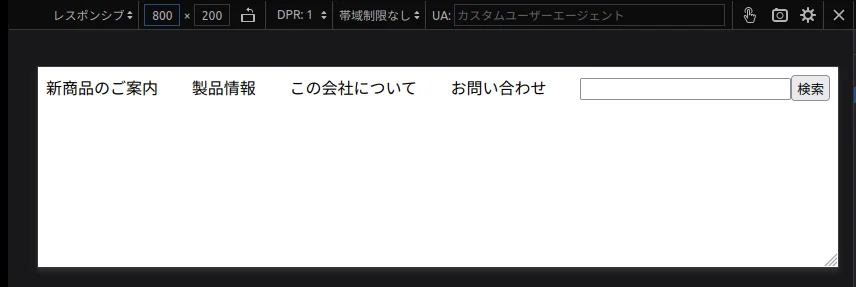 レスポンシブ 800 × 200 DPR: 1 帯域制限なし UA: カスタムユーザーエージェント
新商品のご案内 製品情報 この会社について お問い合わせ 検索